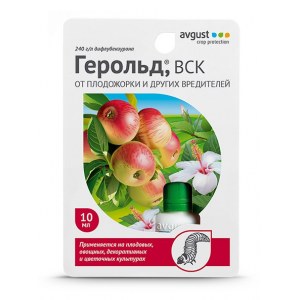 avgust
crop protection
240 г/л дифлубензурона
Герольд®, ВСК
ОТ ПЛОДОЖОРКИ И ДРУГИХ ВРЕДИТЕЛЕЙ
10
мл
avgust
Применяется на плодовых,
овощных, декоративных
и цветочных культурах